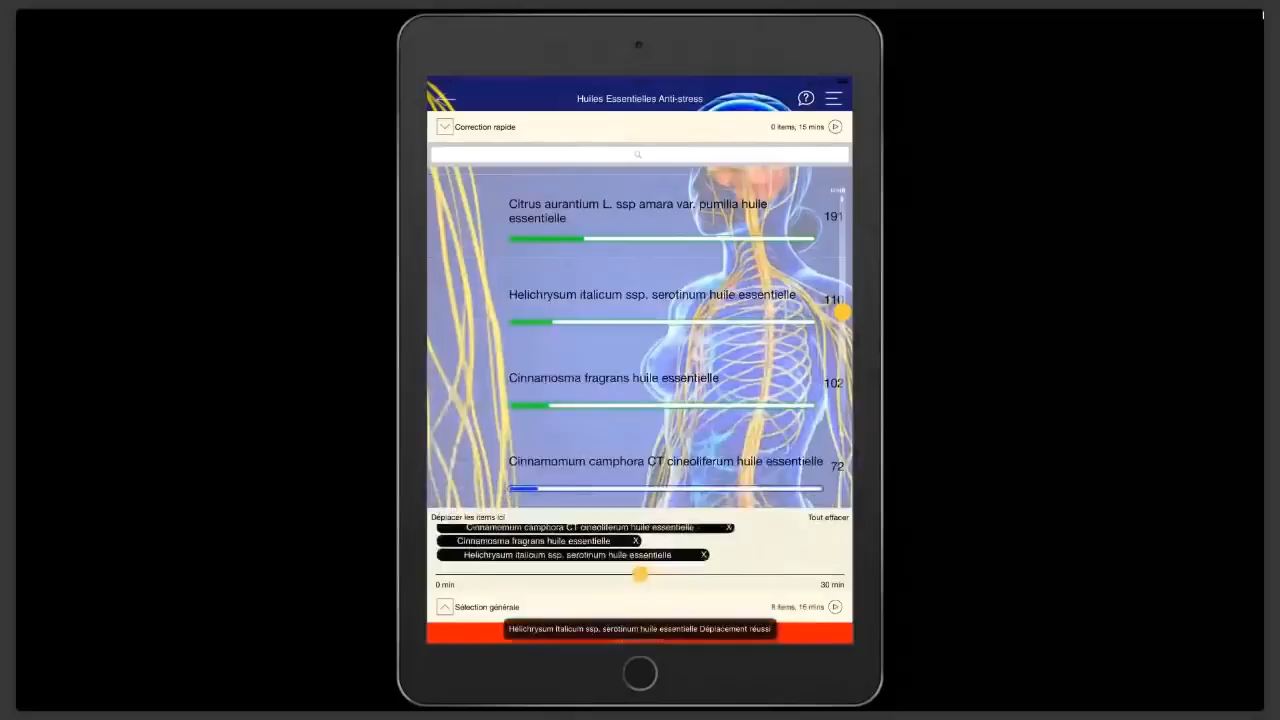 Huiles Essentielles Anti-stress
Correction rapide
0 items, 15 mins
Citrus aurantium L. ssp amara var. pumilia huile
essentielle
191
Helichrysum italicum ssp. serotinum huile essentielle
110
Cinnamosma fragrans huile essentielle
102
Cinnamomum camphora CT cineoliferum huile essentielle
72
Déplacer les items ici
Tout effacer
Cinnamomum camphora CT cineoliferum huile essentielle X
Cinnamosma fragrans huile essentielle X
Helichrysum italicum ssp. serotinum huile essentielle X
0 min
30 min
Sélection générale
items, 15 mins
Helichrysum italicum ssp. serotinum huile essentielle Déplacement réussi